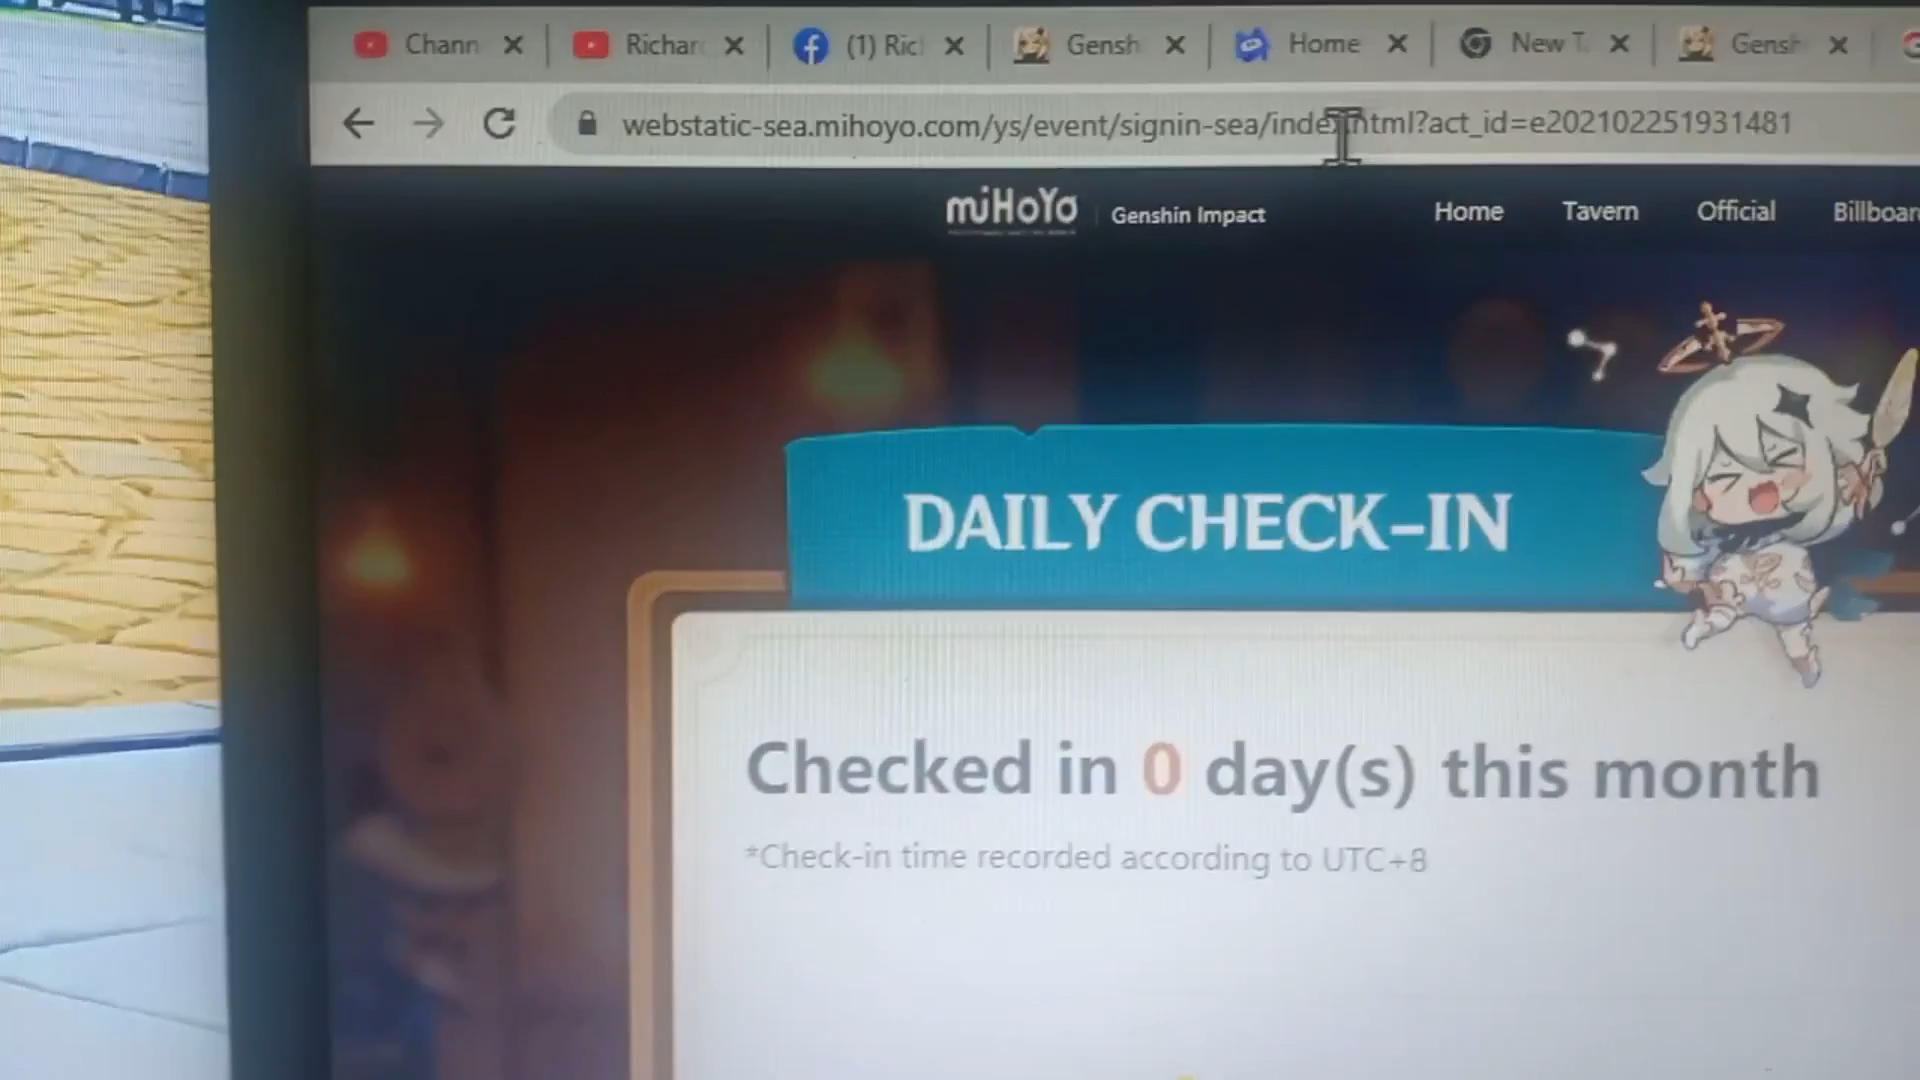 Chann
Richar
(1) Ric
Gensh
Home
New T
Gensh
webstatic-sea.mihoyo.com/ys/event/signin-sea/index.html?act_id=e202102251931481
miHoYo
Genshin Impact
Home
Tavern
Official
Billboar
DAILY CHECK-IN
Checked in 0 day(s) this month
*Check-in time recorded according to UTC+8